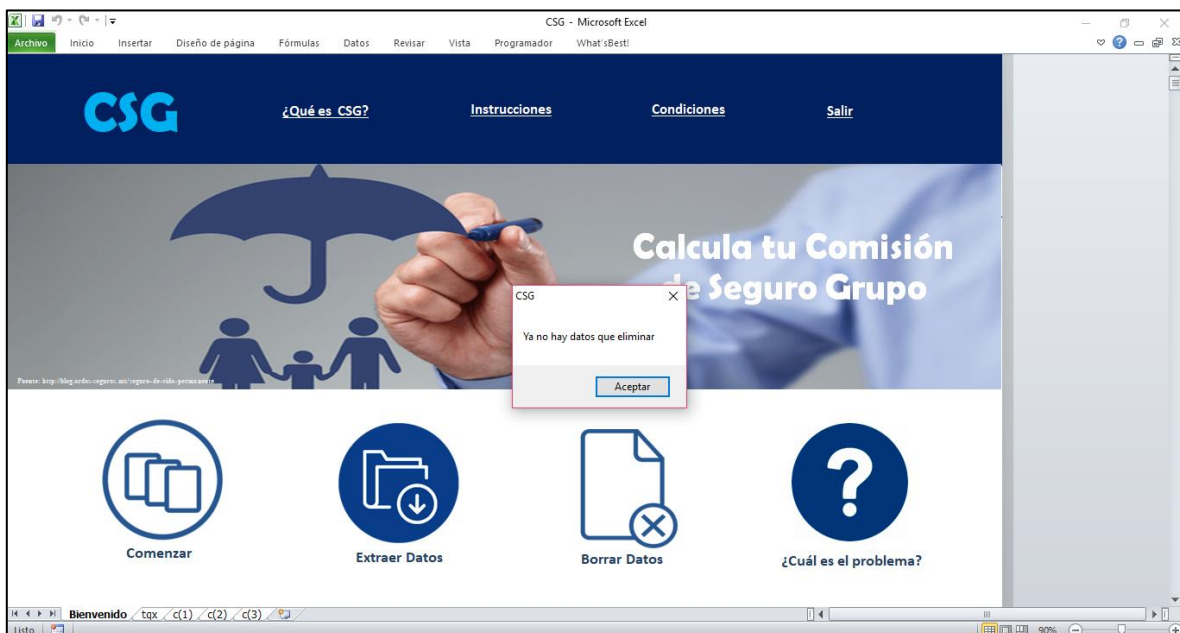 CSG - Microsoft Excel
Archivo Inicio Insertar Diseño de página Fórmulas Datos Revisar Vista Programador What'sBest!
CSG ¿Qué es CSG? Instrucciones Condiciones Salir
Calcula tu Comisión
de Seguro Grupo
CSG
Ya no hay datos que eliminar
Aceptar
Comenzar Extraer Datos Borrar Datos ¿Cuál es el problema?
Bienvenido tqx c(1) c(2) c(3)
Listo 90%